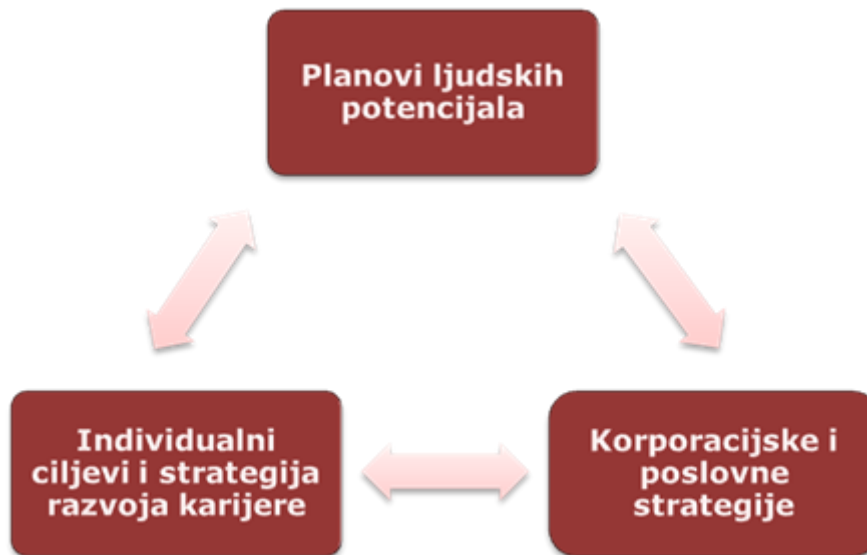 Planovi ljudskih
potencijala
Individualni
ciljevi i strategija
razvoja karijere
Korporacijske i
poslovne
strategije